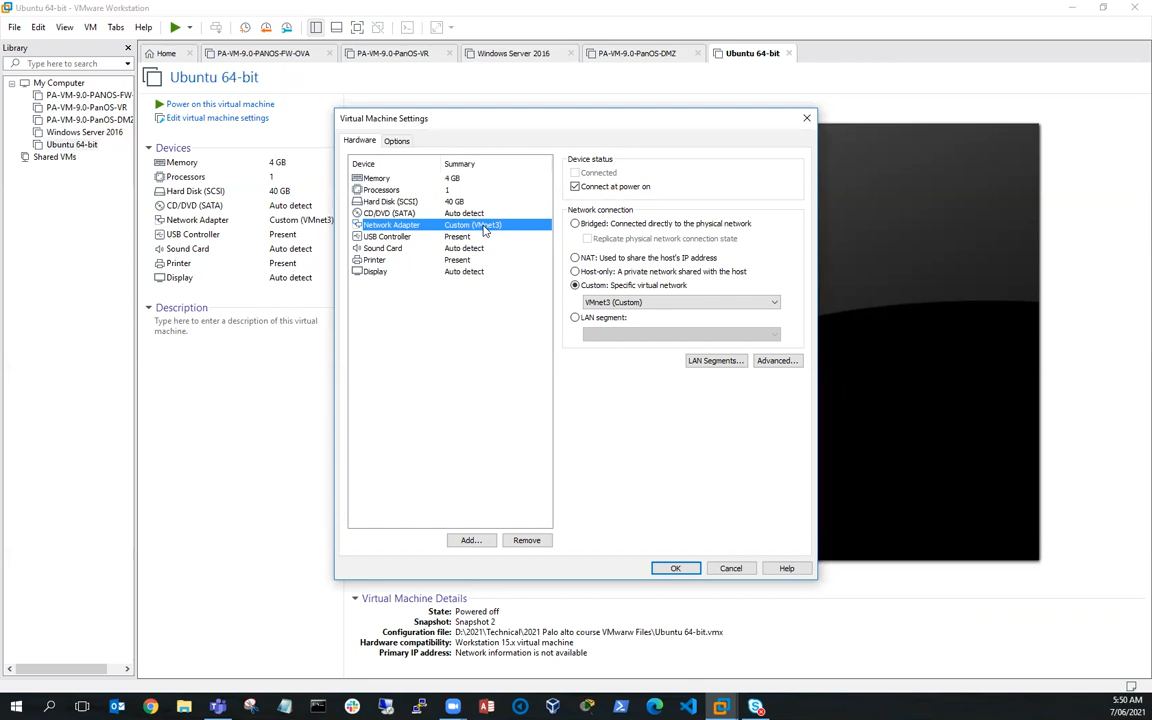 Ubuntu 64-bit - VMware Workstation
File Edit View VM Tabs Help
Library
Type here to search
My Computer
PA-VM-9.0-PANOS-FW-
PA-VM-9.0-PanOS-VR
PA-VM-9.0-PanOS-DMZ
Windows Server 2016
Ubuntu 64-bit
Shared VMs
Home PA-VM-9.0-PANOS-FW-OVA PA-VM-9.0-PanOS-VR Windows Server 2016 PA-VM-9.0-PanOS-DMZ Ubuntu 64-bit
Ubuntu 64-bit
Power on this virtual machine
Edit virtual machine settings
Devices
Memory 4 GB
Processors 1
Hard Disk (SCSI) 40 GB
CD/DVD (SATA) Auto detect
Network Adapter Custom (VMnet3)
USB Controller Present
Sound Card Auto detect
Printer Present
Display Auto detect
Description
Type here to enter a description of this virtual
machine.
Virtual Machine Settings
Hardware Options
Device Summary
Memory 4 GB
Processors 1
Hard Disk (SCSI) 40 GB
CD/DVD (SATA) Auto detect
Network Adapter Custom (VMnet3)
USB Controller Present
Sound Card Auto detect
Printer Present
Display Auto detect
Add... Remove
Device status
Connected
Connect at power on
Network connection
Bridged: Connected directly to the physical network
Replicate physical network connection state
NAT: Used to share the host's IP address
Host-only: A private network shared with the host
Custom: Specific virtual network
VMnet3 (Custom)
LAN segment:
LAN Segments... Advanced...
OK Cancel Help
Virtual Machine Details
State: Powered off
Snapshot: Snapshot 2
Configuration file: D:\2021\Technical\2021 Palo alto course VMwarw Files\Ubuntu 64-bit.vmx
Hardware compatibility: Workstation 15.x virtual machine
Primary IP address: Network information is not available
5:50 AM
7/06/2021